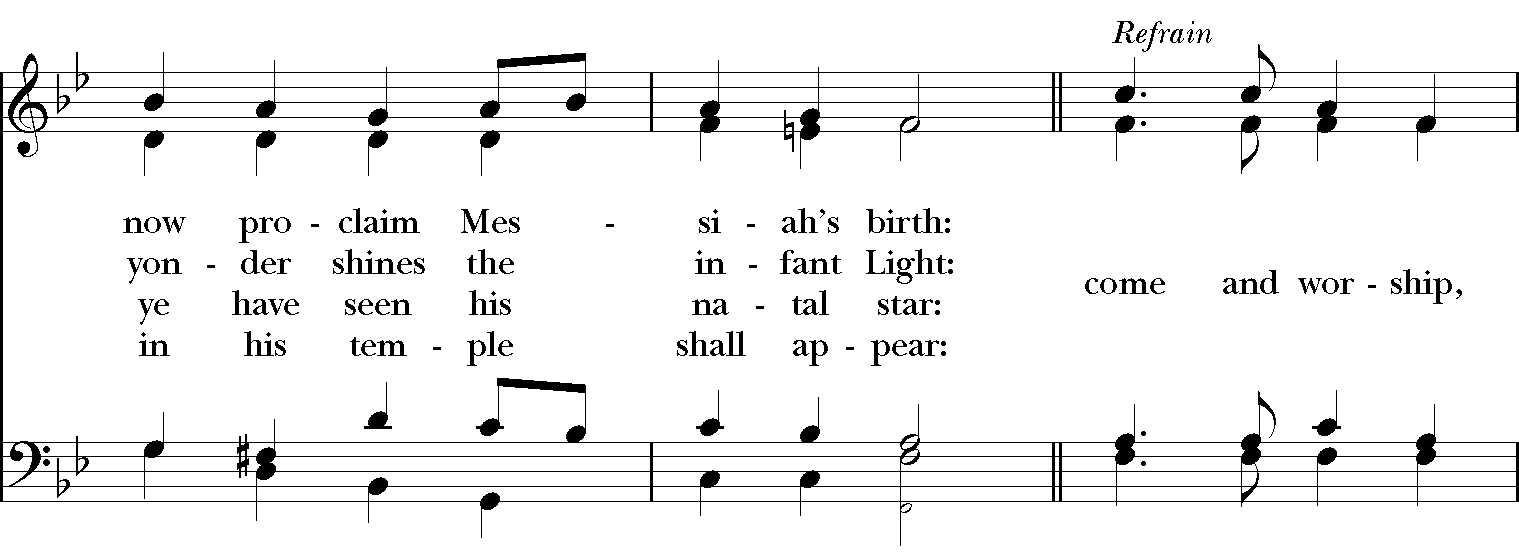 Refrain
now pro - claim Mes - si - ah’s birth:
yon - der shines the in - fant Light:
come and wor - ship,
ye have seen his na - tal star:
in his tem - ple shall ap - pear: